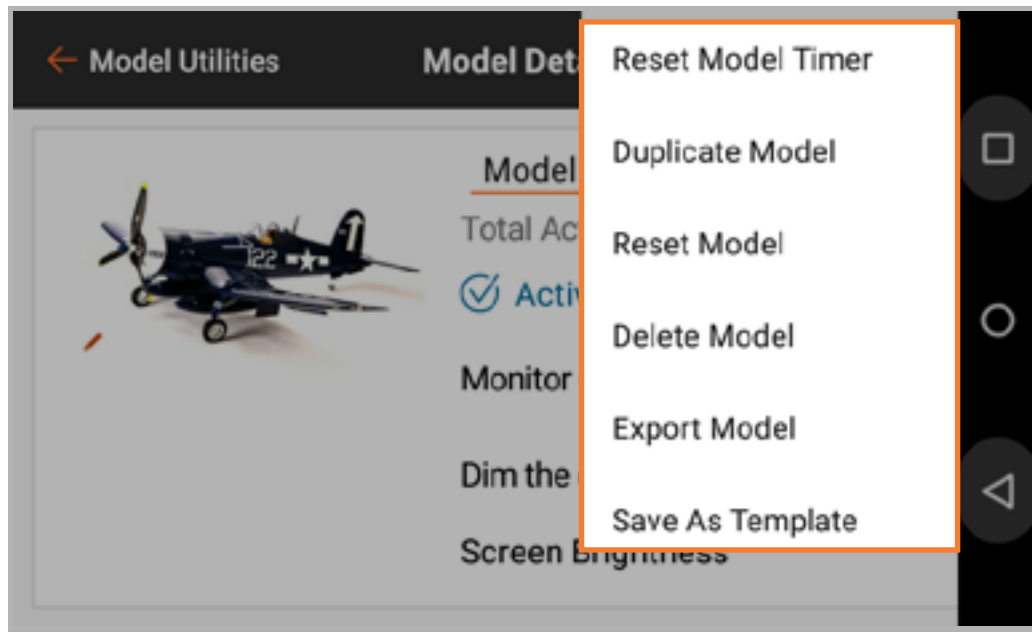 Model Utilities
Model Det
Model
Total Ac
Activ
Monitor
Dim the
Screen Brightness
122
Reset Model Timer
Duplicate Model
Reset Model
Delete Model
Export Model
Save As Template